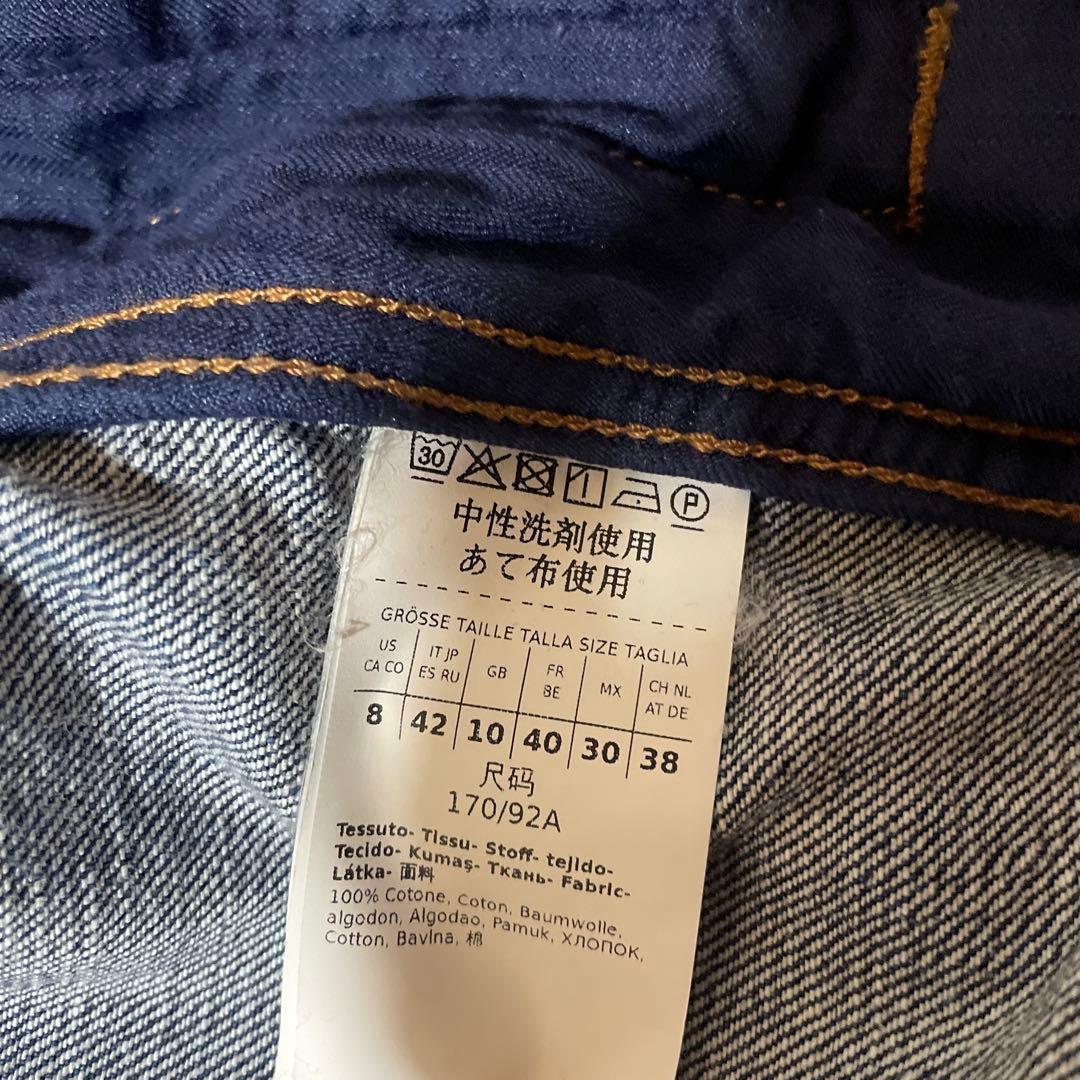 30 P
中性洗剤使用
あて布使用
GRÖSSE TAILLE TALLA SIZE TAGLIA
US CA CO | IT JP ES RU | GB | FR BE | MX | CH NL AT DE
8 | 42 | 10 | 40 | 30 | 38
尺码
170/92A
Tessuto- Tissu- Stoff- tejido-
Tecido- Kumaş- Ткань- Fabric-
Látka- 面料
100% Cotone, Coton, Baumwolle,
algodon, Algodao, Pamuk, ХЛОПОК,
Cotton, Bavlna, 棉